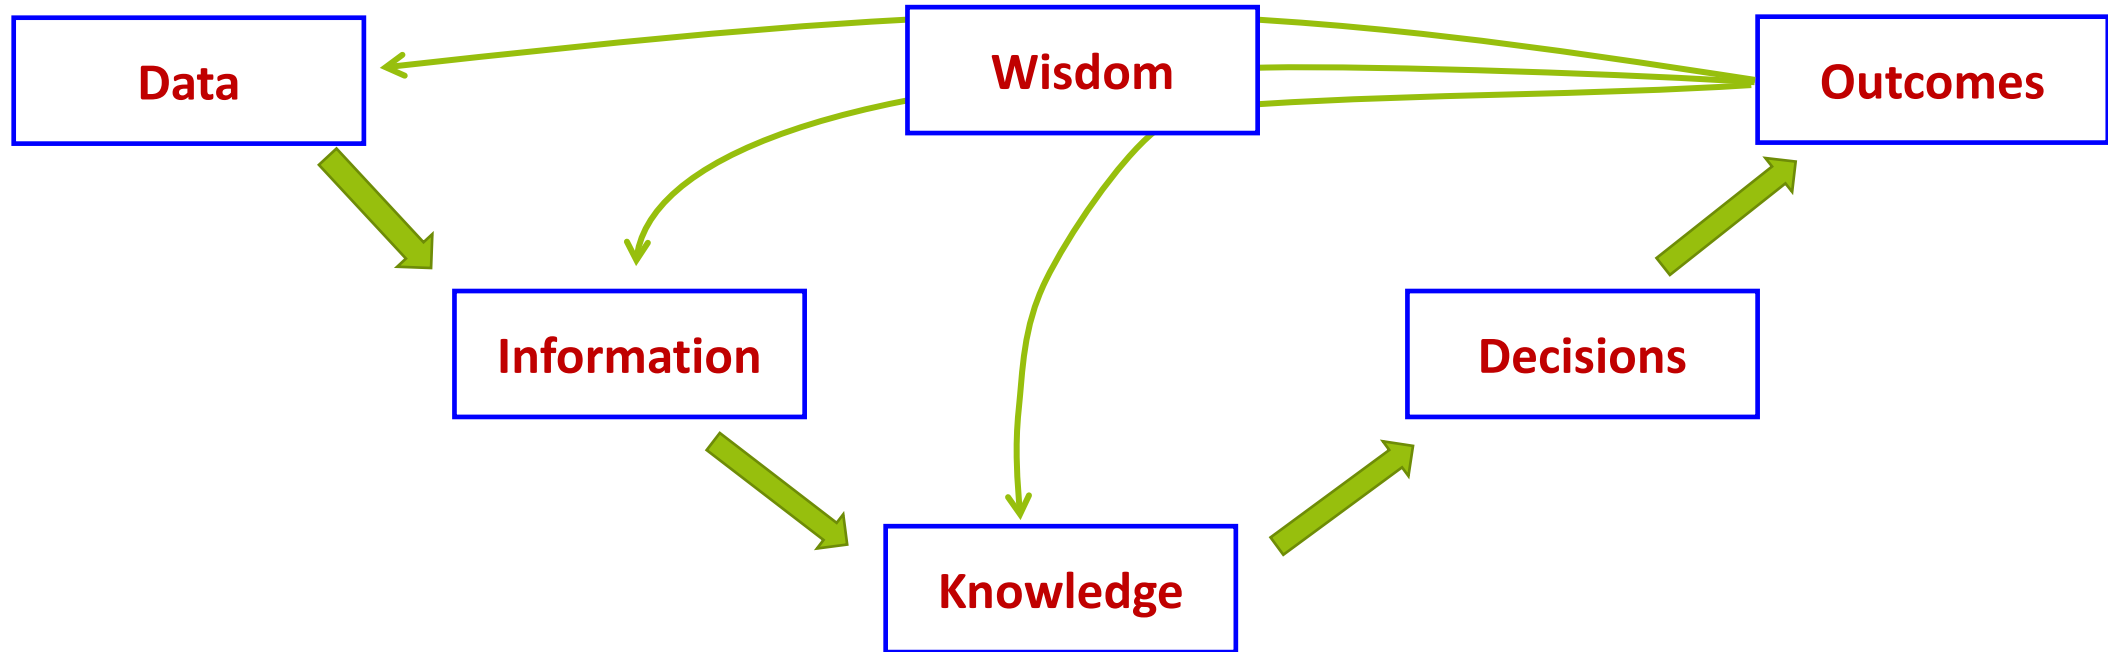 Data
Wisdom
Outcomes
Information
Decisions
Knowledge